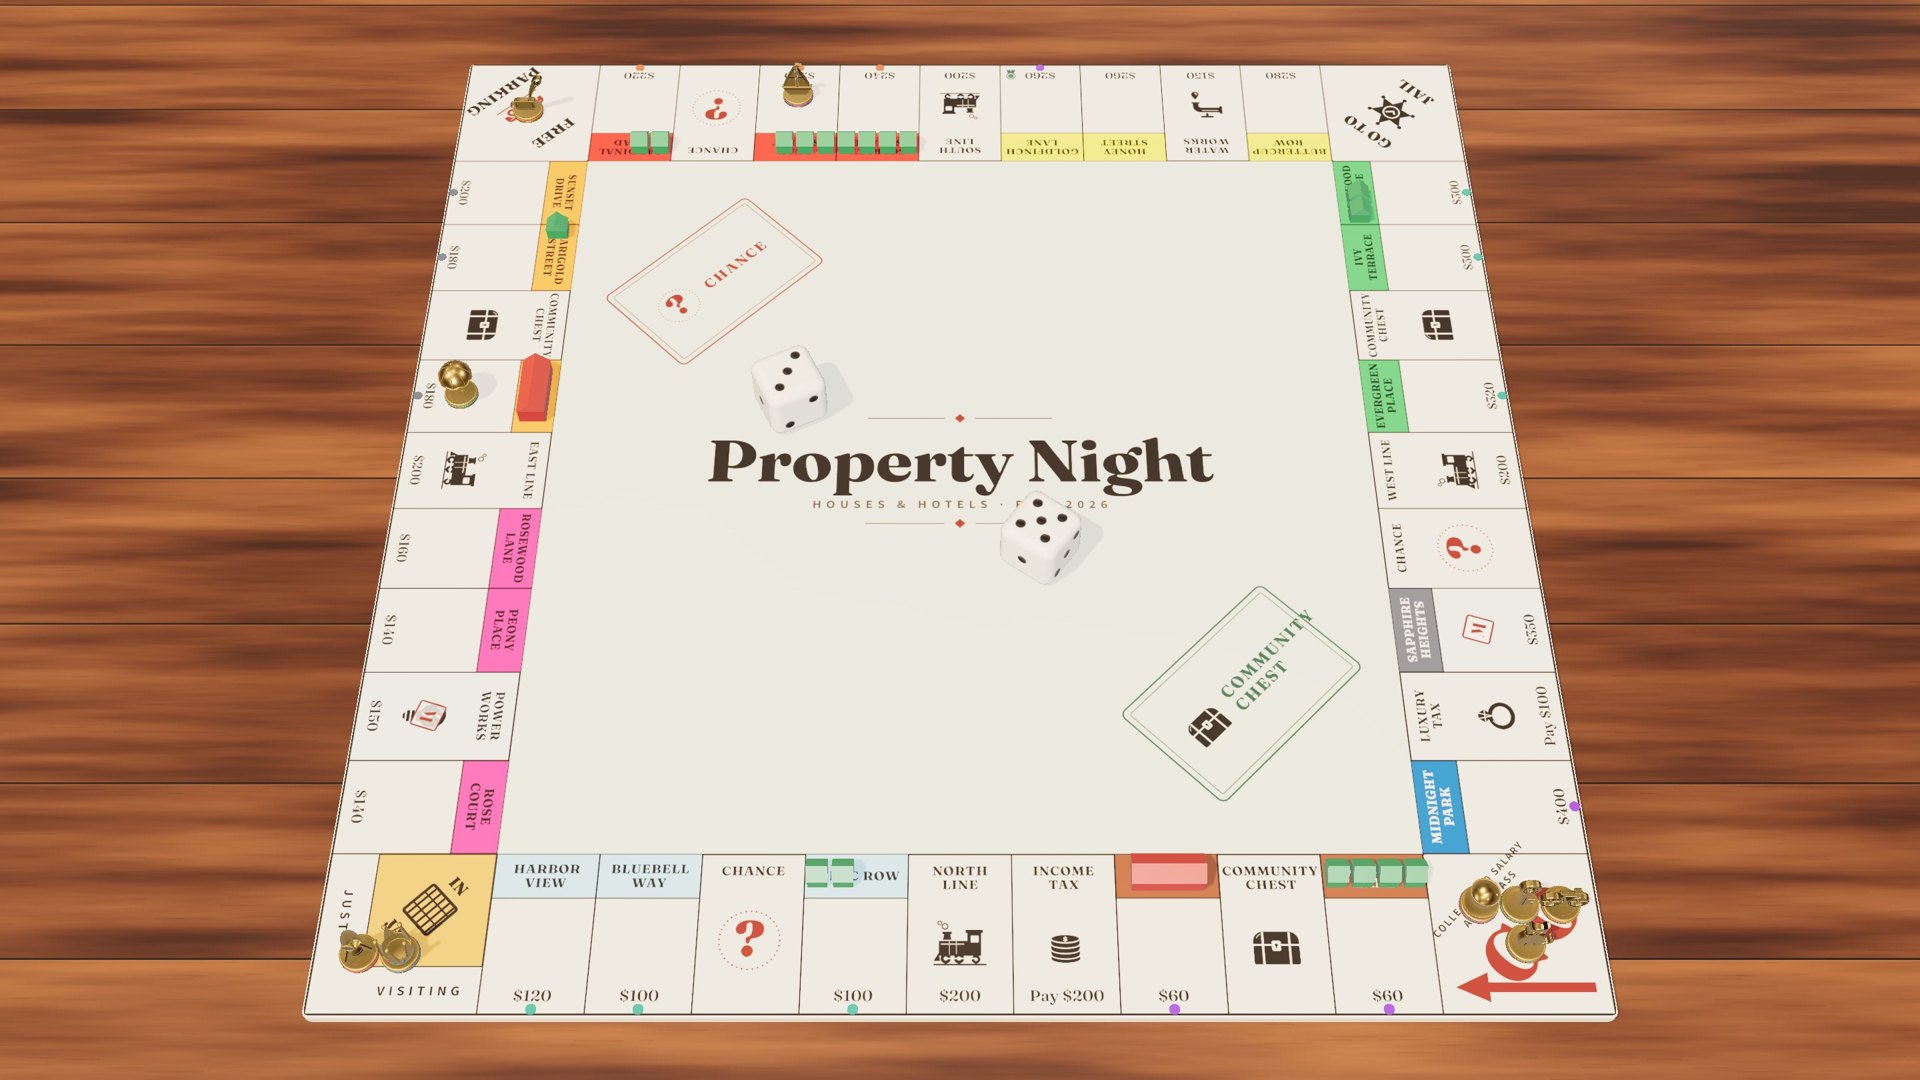 PARKING
FREE
$220
CHANCE
$240
$200
SOUTH
LINE
$260
GOLDFINCH
LANE
$260
HONEY
STREET
$150
WATER
WORKS
$280
BUTTERCUP
ROW
GO TO
JAIL
$200
SUNSET
DRIVE
$180
STREET
COMMUNITY
CHEST
$180
$200
EAST LINE
$160
ROSEWOOD
LANE
$140
PEONY
PLACE
$150
POWER
WORKS
$140
ROSE
COURT
CHANCE
Property Night
HOUSES & HOTELS · 2026
COMMUNITY
CHEST
$300
IVY
TERRACE
$300
COMMUNITY
CHEST
EVERGREEN
PLACE
$320
WEST LINE
$200
CHANCE
SAPPHIRE
HEIGHTS
M
$350
LUXURY
TAX
Pay $100
MIDNIGHT
PARK
$400
JUST
IN
VISITING
HARBOR
VIEW
$120
BLUEBELL
WAY
$100
CHANCE
ROW
$100
NORTH
LINE
$200
INCOME
TAX
Pay $200
$60
COMMUNITY
CHEST
$60
SALARY